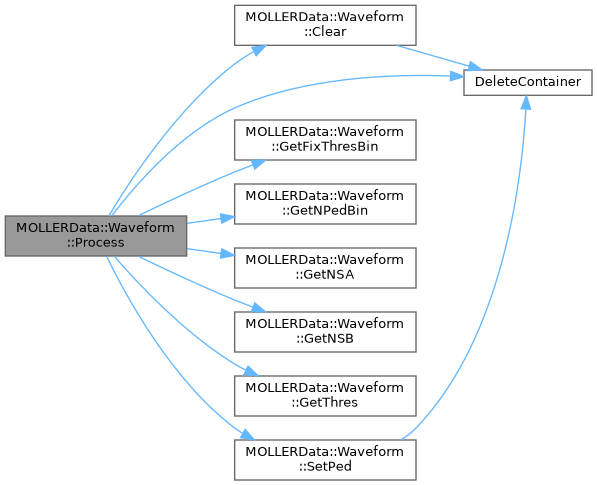 MOLLERData::Waveform
::Process
MOLLERData::Waveform
::Clear
DeleteContainer
MOLLERData::Waveform
::GetFixThresBin
MOLLERData::Waveform
::GetNPedBin
MOLLERData::Waveform
::GetNSA
MOLLERData::Waveform
::GetNSB
MOLLERData::Waveform
::GetThres
MOLLERData::Waveform
::SetPed